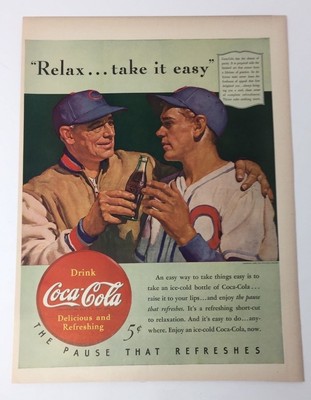 "Relax... take it easy"
Drink
Coca-Cola
Delicious and
Refreshing
5¢
An easy way to take things easy is to
take an ice-cold bottle of Coca-Cola...
raise it to your lips...and enjoy the pause
that refreshes. It's a refreshing short-cut
to relaxation. And it's easy to do...any-
where. Enjoy an ice-cold Coca-Cola, now.
THE PAUSE THAT REFRESHES